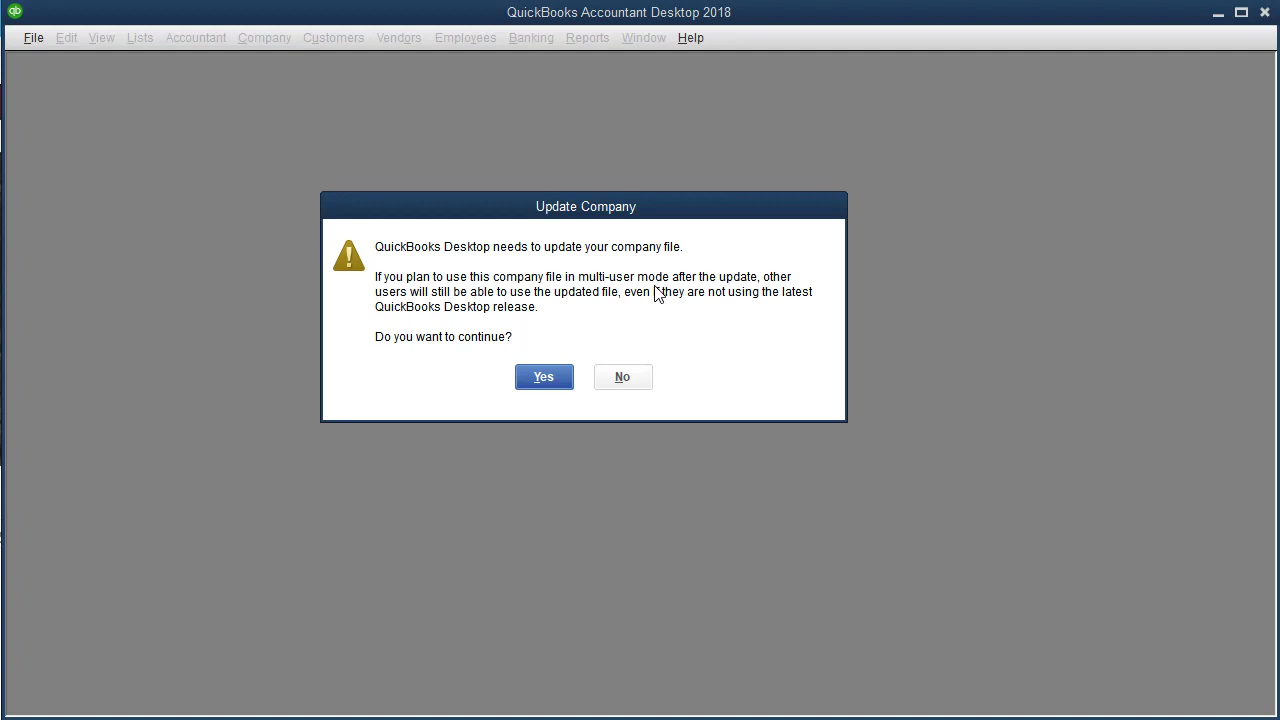 qb
QuickBooks Accountant Desktop 2018
File Edit View Lists Accountant Company Customers Vendors Employees Banking Reports Window Help
Update Company
QuickBooks Desktop needs to update your company file.
If you plan to use this company file in multi-user mode after the update, other
users will still be able to use the updated file, even they are not using the latest
QuickBooks Desktop release.
Do you want to continue?
Yes No